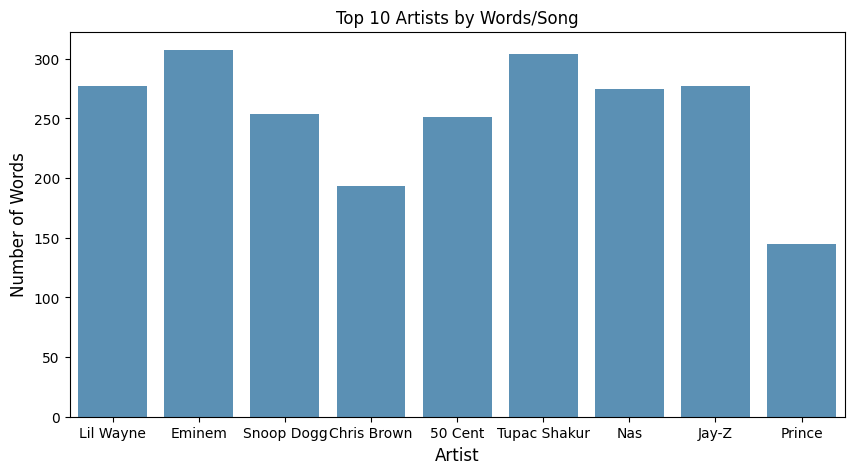 Top 10 Artists by Words/Song
Number of Words
300
250
200
150
100
50
0
Lil Wayne Eminem Snoop Dogg Chris Brown 50 Cent Tupac Shakur Nas Jay-Z Prince
Artist